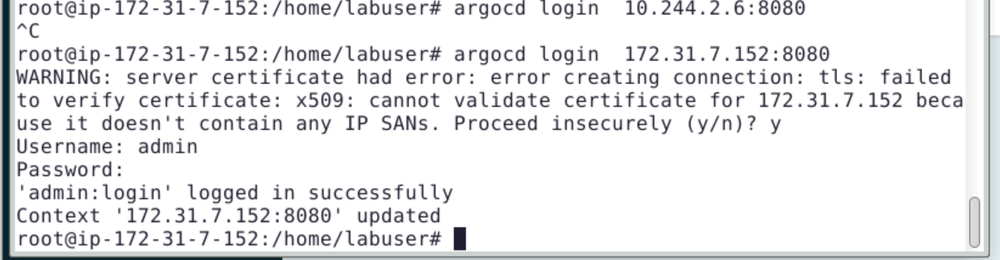 root@ip-172-31-7-152:/home/labuser# argocd login  10.244.2.6:8080
^C
root@ip-172-31-7-152:/home/labuser# argocd login  172.31.7.152:8080
WARNING: server certificate had error: error creating connection: tls: failed
to verify certificate: x509: cannot validate certificate for 172.31.7.152 beca
use it doesn't contain any IP SANs. Proceed insecurely (y/n)? y
Username: admin
Password:
'admin:login' logged in successfully
Context '172.31.7.152:8080' updated
root@ip-172-31-7-152:/home/labuser#